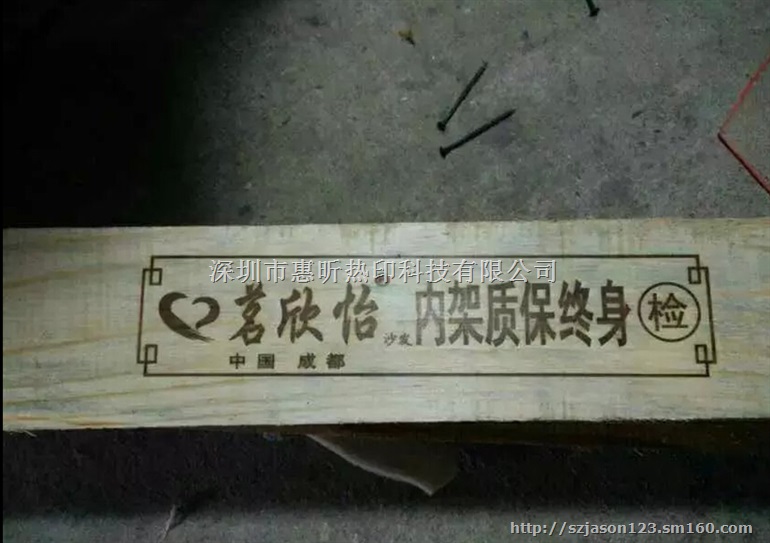 深圳市惠昕热印科技有限公司
茗欣怡沙发内架质保终身 检
中国 成都
https://szjason123.sm160.com